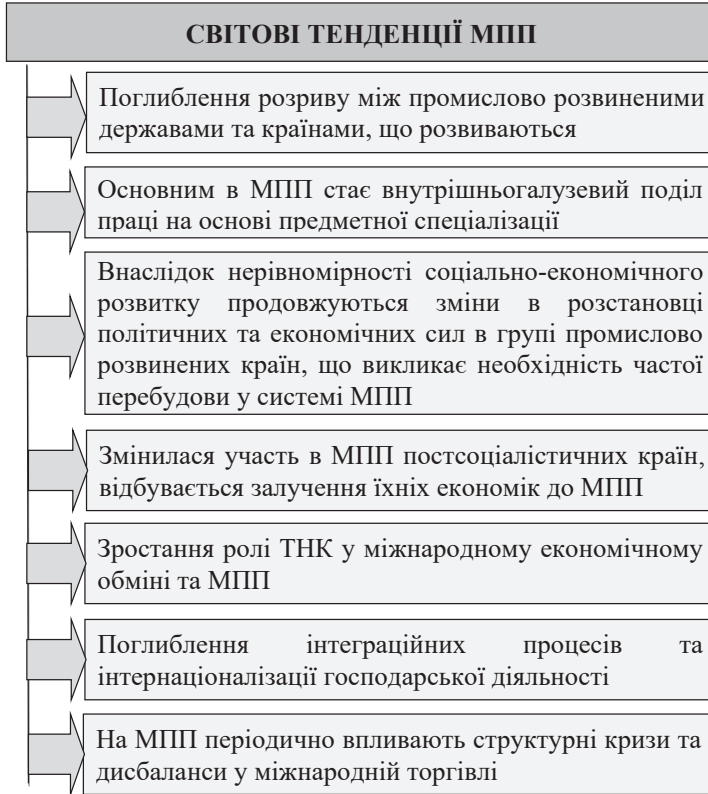 СВІТОВІ ТЕНДЕНЦІЇ МПП
Поглиблення розриву між промислово розвиненими
державами та країнами, що розвиваються
Основним в МПП стає внутрішньогалузевий поділ
праці на основі предметної спеціалізації
Внаслідок нерівномірності соціально-економічного
розвитку продовжуються зміни в розстановці
політичних та економічних сил в групі промислово
розвинених країн, що викликає необхідність частої
перебудови у системі МПП
Змінилася участь в МПП постсоціалістичних країн,
відбувається залучення їхніх економік до МПП
Зростання ролі ТНК у міжнародному економічному
обміні та МПП
Поглиблення інтеграційних процесів та
інтернаціоналізації господарської діяльності
На МПП періодично впливають структурні кризи та
дисбаланси у міжнародній торгівлі